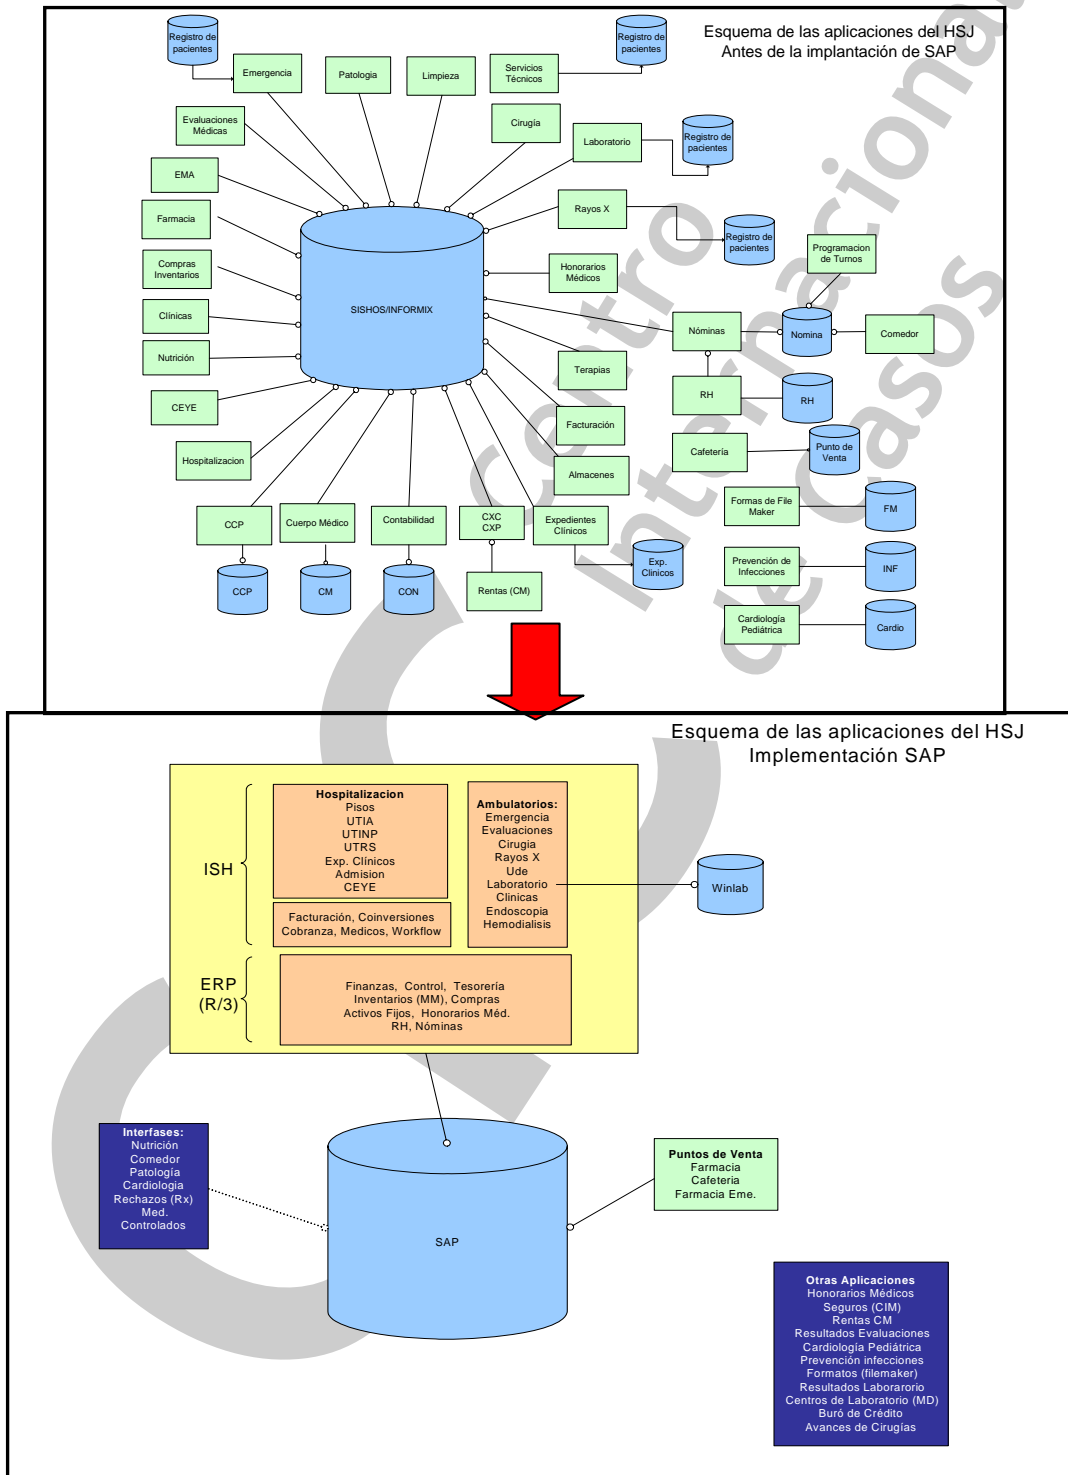 Esquema de las aplicaciones del HSJ
Antes de la implantación de SAP
Registro de
pacientes
Emergencia
Patologia
Limpieza
Servicios
Técnicos
Registro de
pacientes
Evaluaciones
Médicas
Cirugía
Laboratorio
Registro de
pacientes
EMA
Farmacia
Rayos X
Registro de
pacientes
Programacion
de Turnos
Compras
Inventarios
Honorarios
Médicos
SISHOS/INFORMIX
Clínicas
Nóminas
Nomina
Comedor
Nutrición
Terapias
CEYE
RH
RH
Facturación
Hospitalizacion
Cafetería
Punto de
Venta
Almacenes
Formas de File
Maker
FM
CCP
Cuerpo Médico
Contabilidad
CXC
CXP
Expedientes
Clínicos
Exp.
Clinicos
Prevención de
Infecciones
INF
CCP
CM
CON
Rentas (CM)
Cardiología
Pediátrica
Cardio
Esquema de las aplicaciones del HSJ
Implementación SAP
ISH
Hospitalizacion
Pisos
UTIA
UTINP
UTRS
Exp. Clínicos
Admision
CEYE
Ambulatorios:
Emergencia
Evaluaciones
Cirugia
Rayos X
Ude
Laboratorio
Clinicas
Endoscopia
Hemodialisis
Winlab
Facturación, Coinversiones
Cobranza, Medicos, Workflow
ERP
(R/3)
Finanzas, Control, Tesorería
Inventarios (MM), Compras
Activos Fijos, Honorarios Méd.
RH, Nóminas
Interfases:
Nutrición
Comedor
Patología
Cardiologia
Rechazos (Rx)
Med.
Controlados
SAP
Puntos de Venta
Farmacia
Cafeteria
Farmacia Eme.
Otras Aplicaciones
Honorarios Médicos
Seguros (CIM)
Rentas CM
Resultados Evaluaciones
Cardiología Pediátrica
Prevención infecciones
Formatos (filemaker)
Resultados Laborarorio
Centros de Laboratorio (MD)
Buró de Crédito
Avances de Cirugías
Centro
Internacional
de Casos